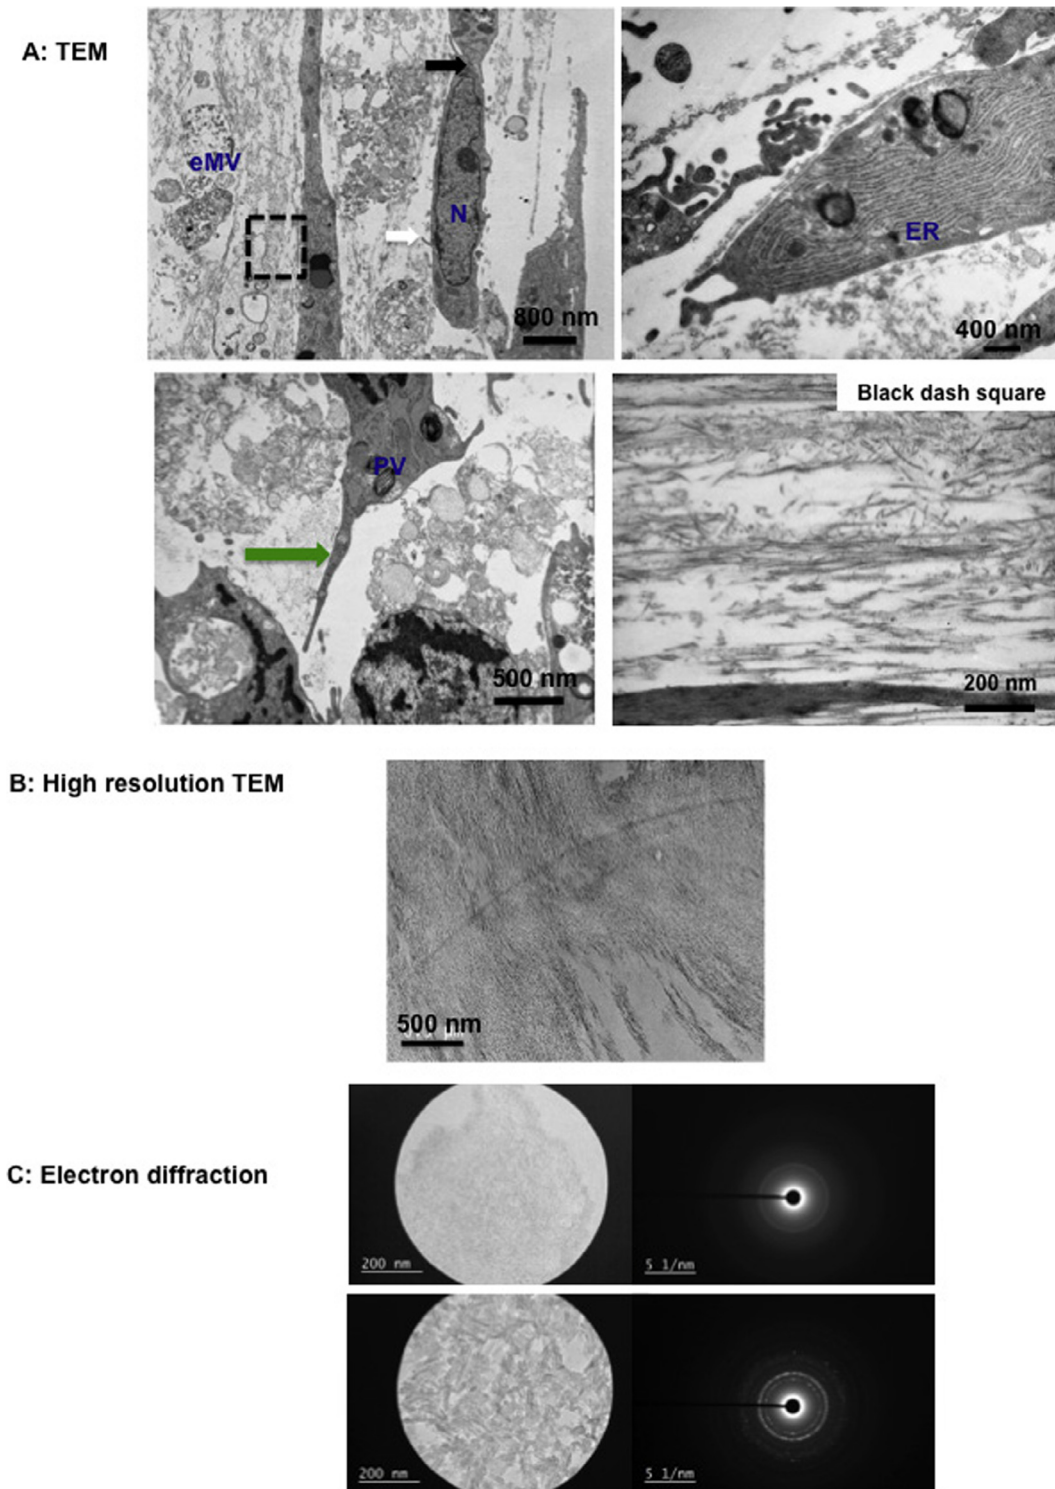 A: TEM
eMV
N
800 nm
ER
400 nm
PV
500 nm
Black dash square
200 nm
B: High resolution TEM
500 nm
C: Electron diffraction
200 nm
5 1/nm
200 nm
5 1/nm